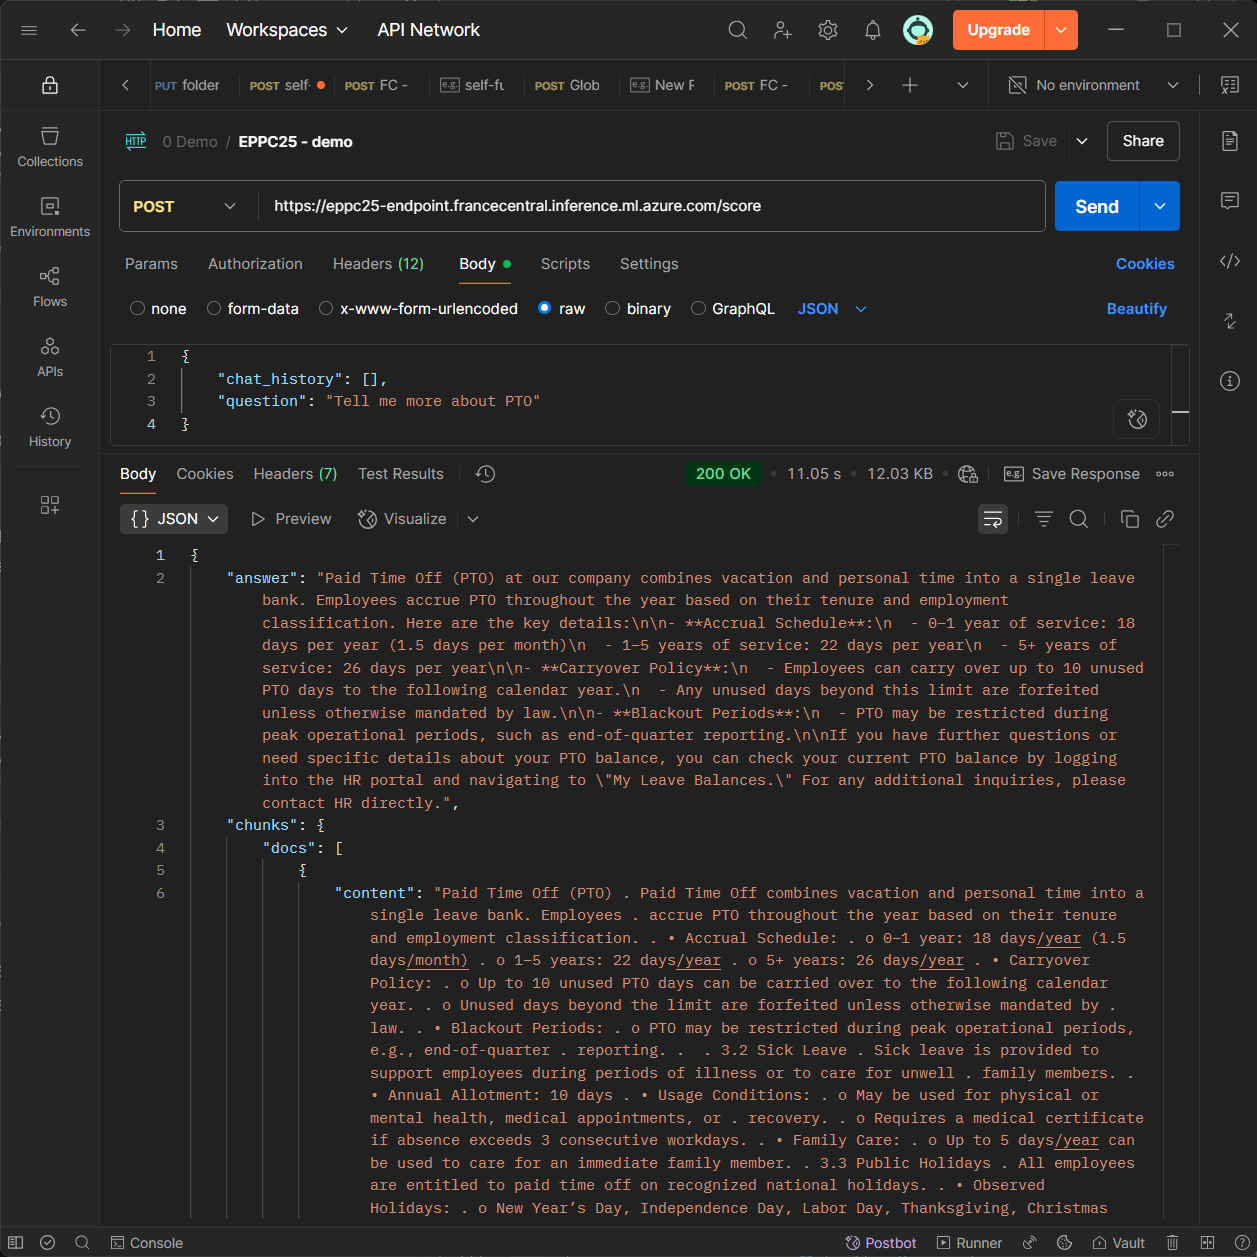 Home Workspaces API Network Upgrade
PUT folder POST self- POST FC - e.g. self-fu POST Glob e.g. New F POST FC - POS No environment
HTTP 0 Demo / EPPC25 - demo Save Share
Collections
Environments
Flows
APIs
History
POST https://eppc25-endpoint.francecentral.inference.ml.azure.com/score Send
Params Authorization Headers (12) Body Scripts Settings Cookies
none form-data x-www-form-urlencoded raw binary GraphQL JSON Beautify
1 {
2 "chat_history": [],
3 "question": "Tell me more about PTO"
4 }
Body Cookies Headers (7) Test Results 200 OK • 11.05 s • 12.03 KB • e.g. Save Response
{} JSON Preview Visualize
1 {
2 "answer": "Paid Time Off (PTO) at our company combines vacation and personal time into a single leave
bank. Employees accrue PTO throughout the year based on their tenure and employment
classification. Here are the key details:\n\n- **Accrual Schedule**:\n  - 0–1 year of service: 18
days per year (1.5 days per month)\n  - 1–5 years of service: 22 days per year\n  - 5+ years of
service: 26 days per year\n\n- **Carryover Policy**:\n  - Employees can carry over up to 10 unused
PTO days to the following calendar year.\n  - Any unused days beyond this limit are forfeited
unless otherwise mandated by law.\n\n- **Blackout Periods**:\n  - PTO may be restricted during
peak operational periods, such as end-of-quarter reporting.\n\nIf you have further questions or
need specific details about your PTO balance, you can check your current PTO balance by logging
into the HR portal and navigating to \"My Leave Balances.\" For any additional inquiries, please
contact HR directly.",
3 "chunks": {
4 "docs": [
5 {
6 "content": "Paid Time Off (PTO) . Paid Time Off combines vacation and personal time into a
single leave bank. Employees . accrue PTO throughout the year based on their tenure
and employment classification. . • Accrual Schedule: . o 0–1 year: 18 days/year (1.5
days/month) . o 1–5 years: 22 days/year . o 5+ years: 26 days/year . • Carryover
Policy: . o Up to 10 unused PTO days can be carried over to the following calendar
year. . o Unused days beyond the limit are forfeited unless otherwise mandated by .
law. . • Blackout Periods: . o PTO may be restricted during peak operational periods,
e.g., end-of-quarter . reporting. .  . 3.2 Sick Leave . Sick leave is provided to
support employees during periods of illness or to care for unwell . family members. .
• Annual Allotment: 10 days . • Usage Conditions: . o May be used for physical or
mental health, medical appointments, or . recovery. . o Requires a medical certificate
if absence exceeds 3 consecutive workdays. . • Family Care: . o Up to 5 days/year can
be used to care for an immediate family member. . 3.3 Public Holidays . All employees
are entitled to paid time off on recognized national holidays. . • Observed
Holidays: . o New Year’s Day, Independence Day, Labor Day, Thanksgiving, Christmas
Console Postbot Runner Vault